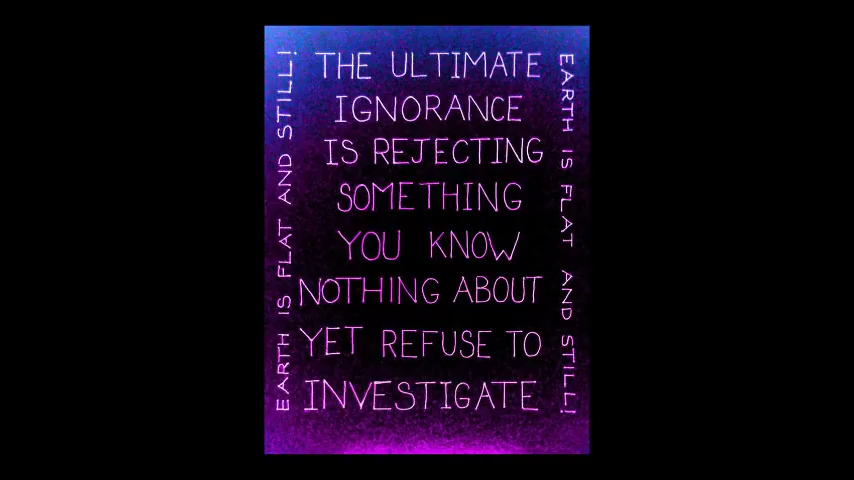 THE ULTIMATE
IGNORANCE
IS REJECTING
SOMETHING
YOU KNOW
NOTHING ABOUT
YET REFUSE TO
INVESTIGATE
EARTH IS FLAT AND STILL!
EARTH IS FLAT AND STILL!